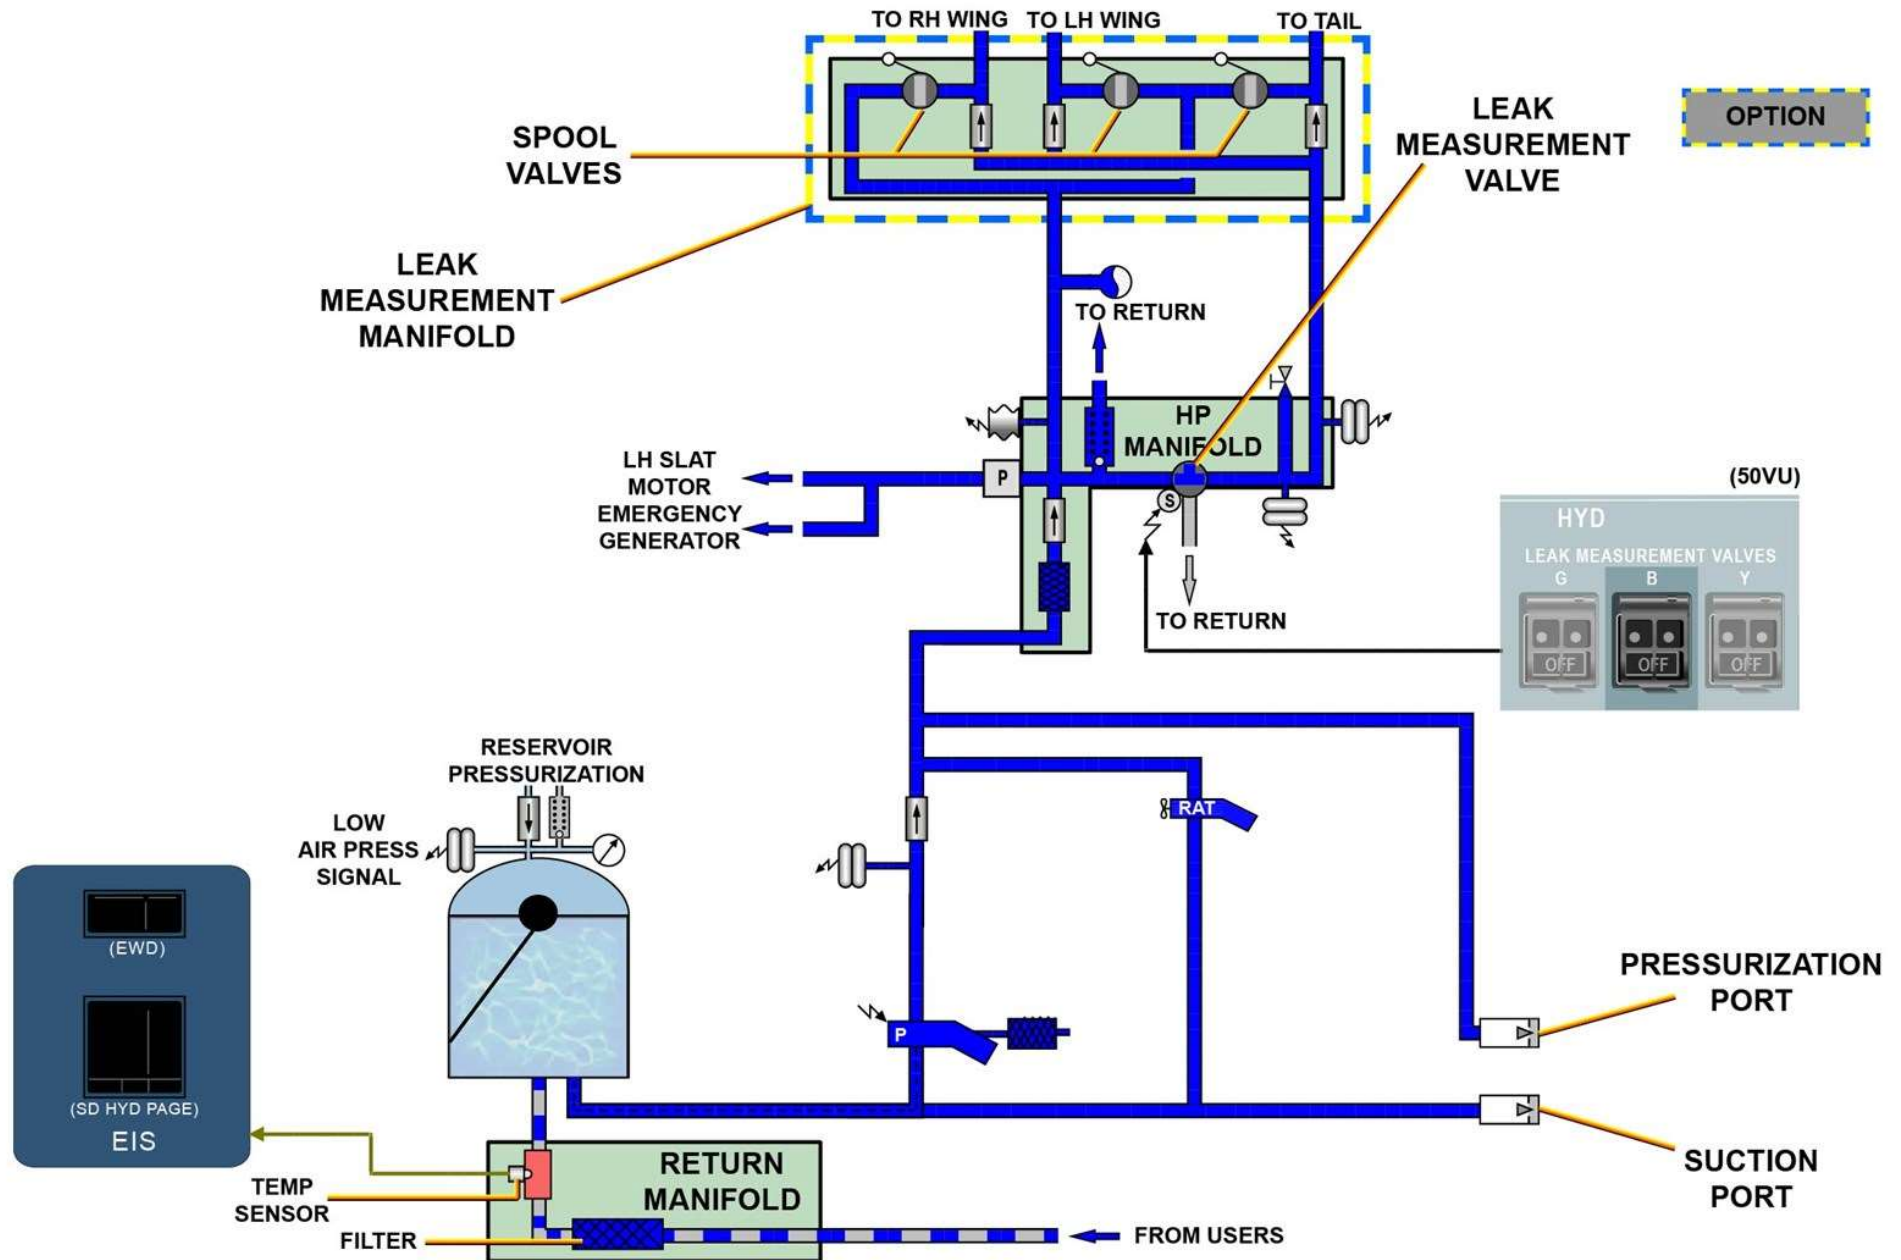 TO RH WING
TO LH WING
TO TAIL
SPOOL
VALVES
LEAK
MEASUREMENT
VALVE
OPTION
LEAK
MEASUREMENT
MANIFOLD
TO RETURN
HP
MANIFOLD
LH SLAT
MOTOR
EMERGENCY
GENERATOR
P
S
TO RETURN
(50VU)
HYD
LEAK MEASUREMENT VALVES
G
B
Y
OFF
OFF
OFF
RESERVOIR
PRESSURIZATION
LOW
AIR PRESS
SIGNAL
RAT
P
(EWD)
(SD HYD PAGE)
EIS
PRESSURIZATION
PORT
SUCTION
PORT
RETURN
MANIFOLD
TEMP
SENSOR
FILTER
FROM USERS